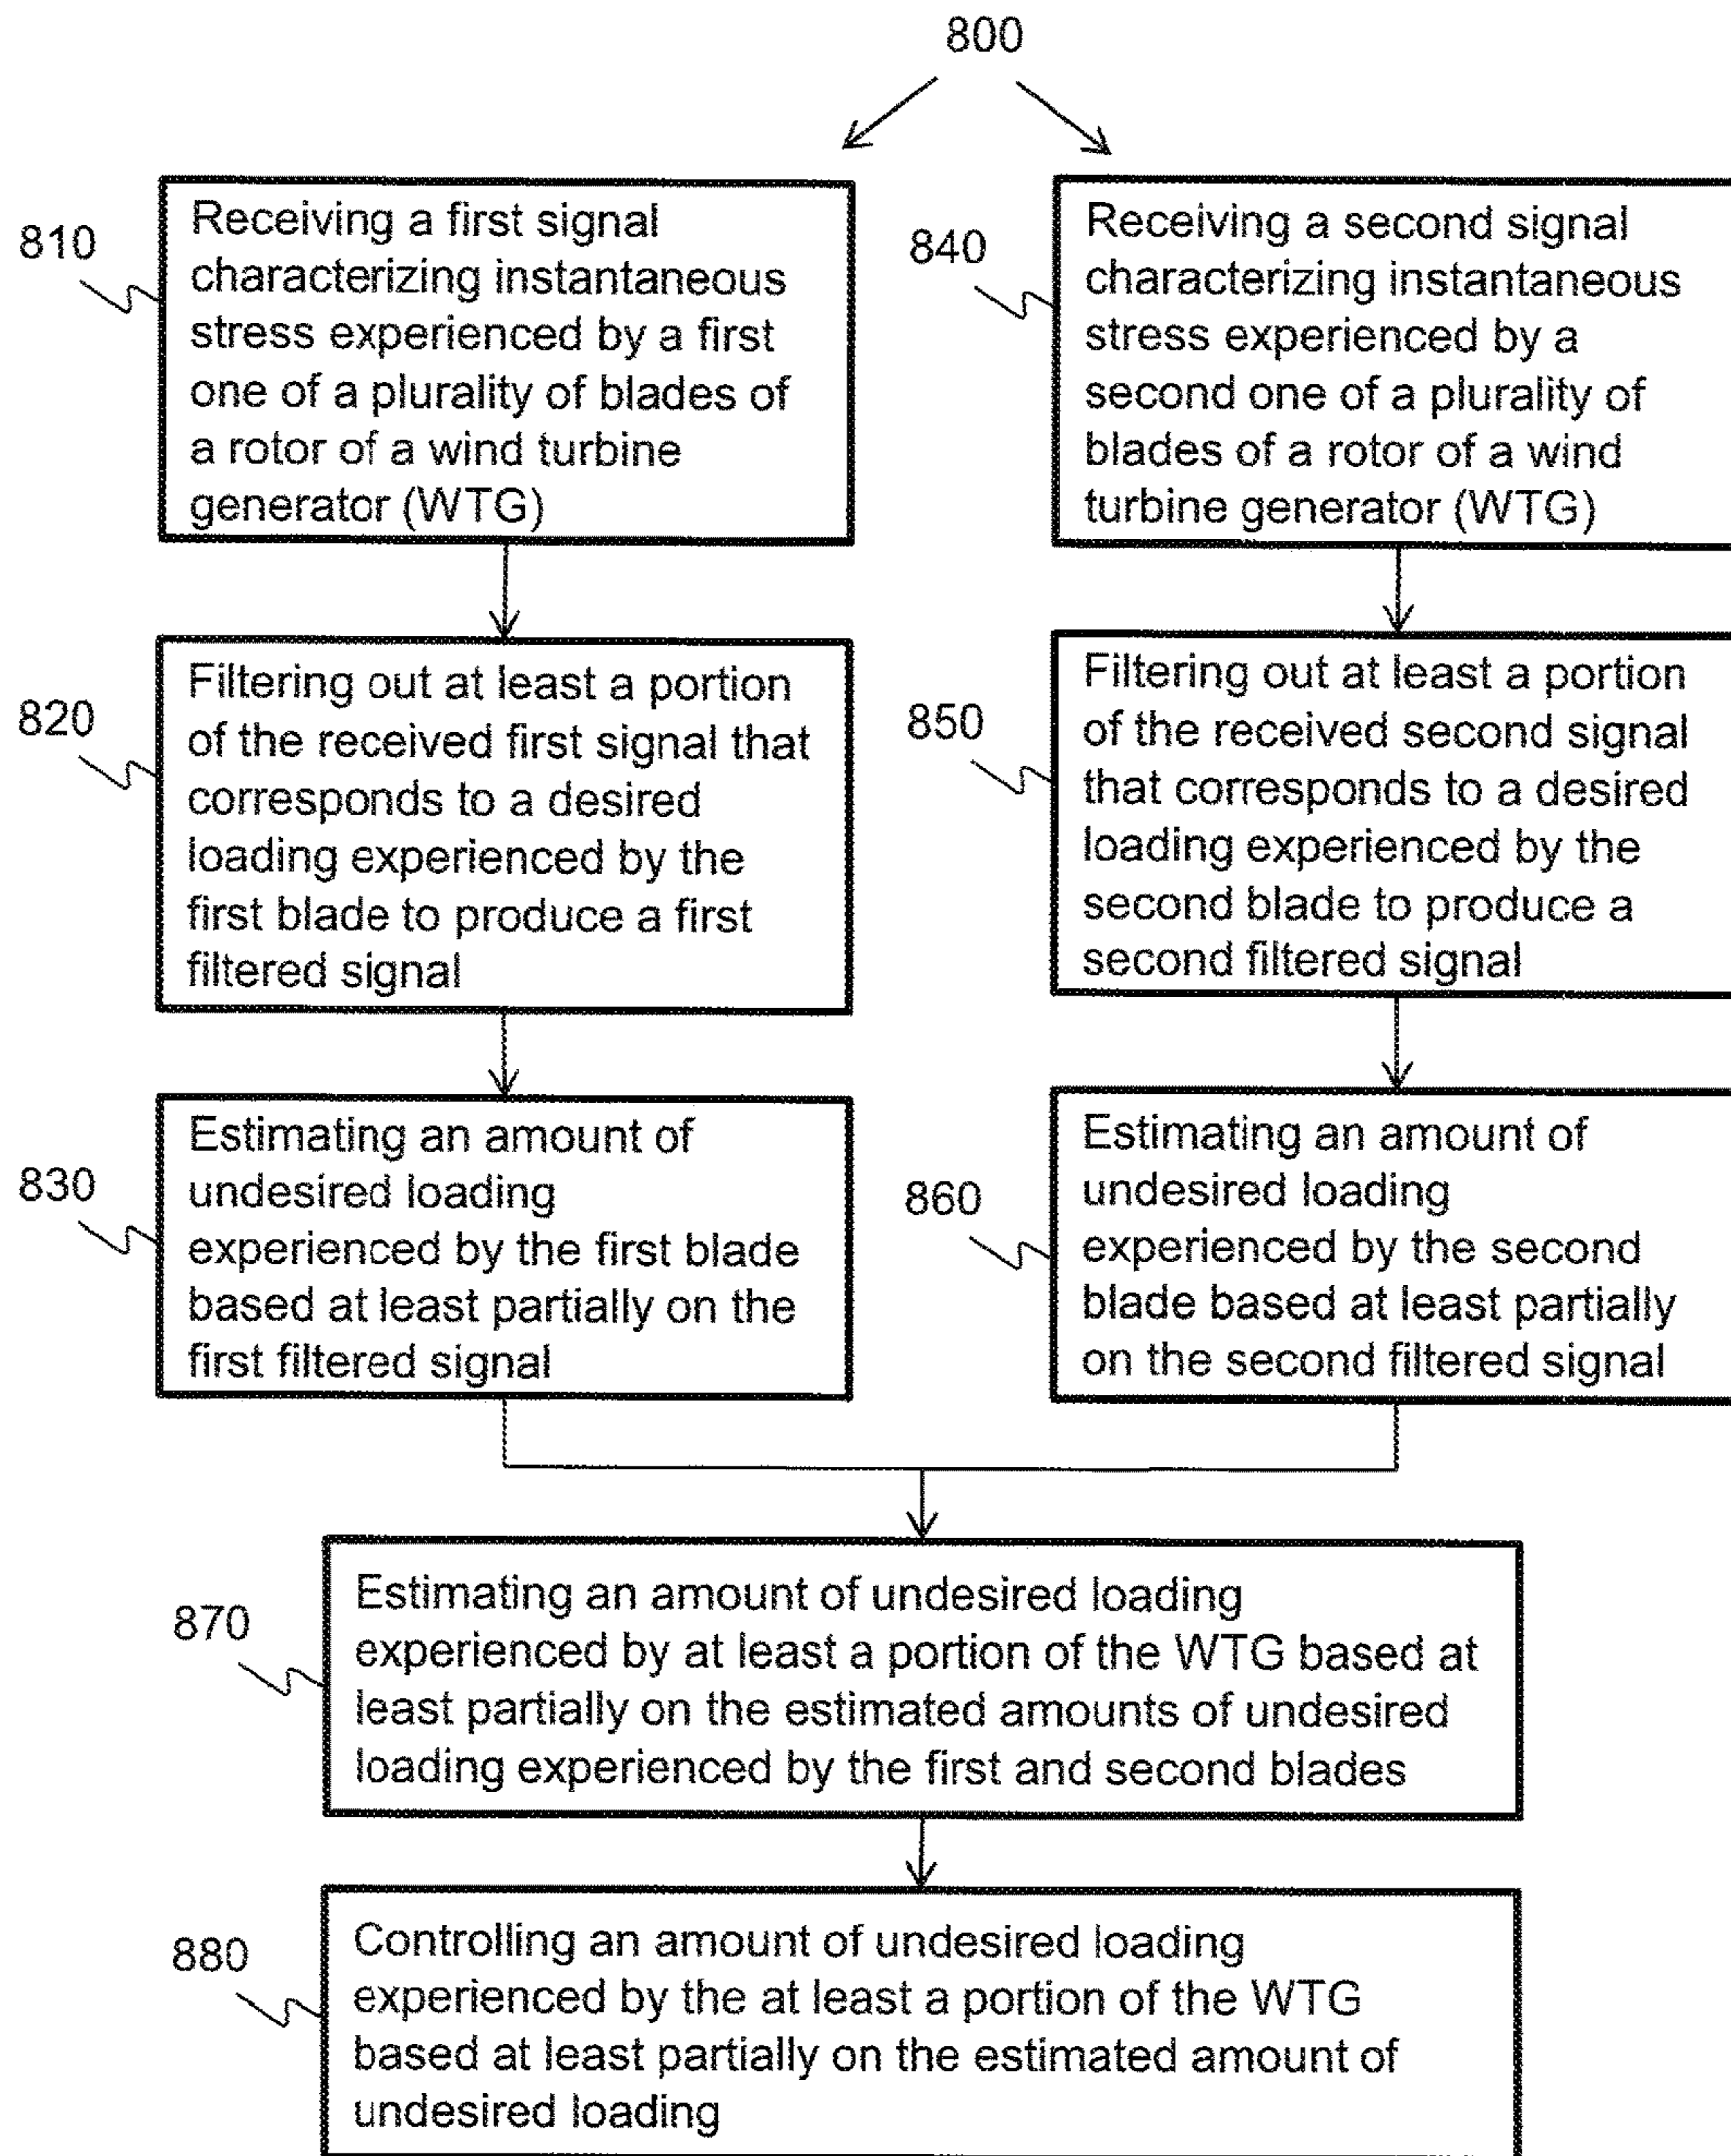 800
810
Receiving a first signal
characterizing instantaneous
stress experienced by a first
one of a plurality of blades of
a rotor of a wind turbine
generator (WTG)
820
Filtering out at least a portion
of the received first signal that
corresponds to a desired
loading experienced by the
first blade to produce a first
filtered signal
830
Estimating an amount of
undesired loading
experienced by the first blade
based at least partially on the
first filtered signal
840
Receiving a second signal
characterizing instantaneous
stress experienced by a
second one of a plurality of
blades of a rotor of a wind
turbine generator (WTG)
850
Filtering out at least a portion
of the received second signal
that corresponds to a desired
loading experienced by the
second blade to produce a
second filtered signal
860
Estimating an amount of
undesired loading
experienced by the second
blade based at least partially
on the second filtered signal
870
Estimating an amount of undesired loading
experienced by at least a portion of the WTG based at
least partially on the estimated amounts of undesired
loading experienced by the first and second blades
880
Controlling an amount of undesired loading
experienced by the at least a portion of the WTG
based at least partially on the estimated amount of
undesired loading